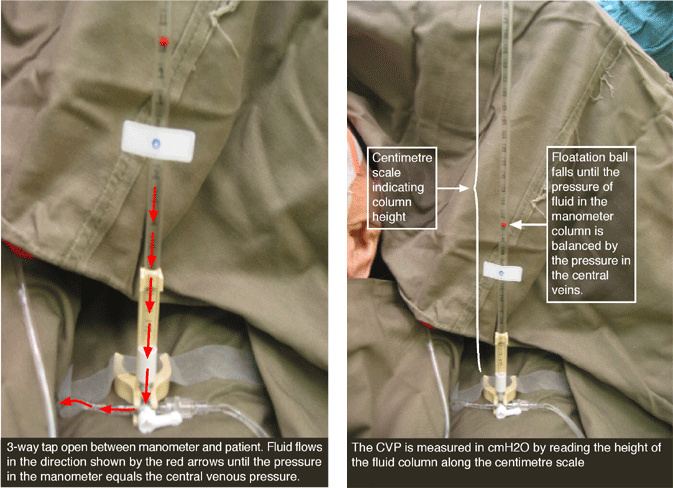 3-way tap open between manometer and patient. Fluid flows
in the direction shown by the red arrows until the pressure
in the manometer equals the central venous pressure.
Centimetre
scale
indicating
column
height
Floatation ball
falls until the
pressure of
fluid in the
manometer
column is
balanced by
the pressure in
the central
veins.
The CVP is measured in cmH2O by reading the height of
the fluid column along the centimetre scale